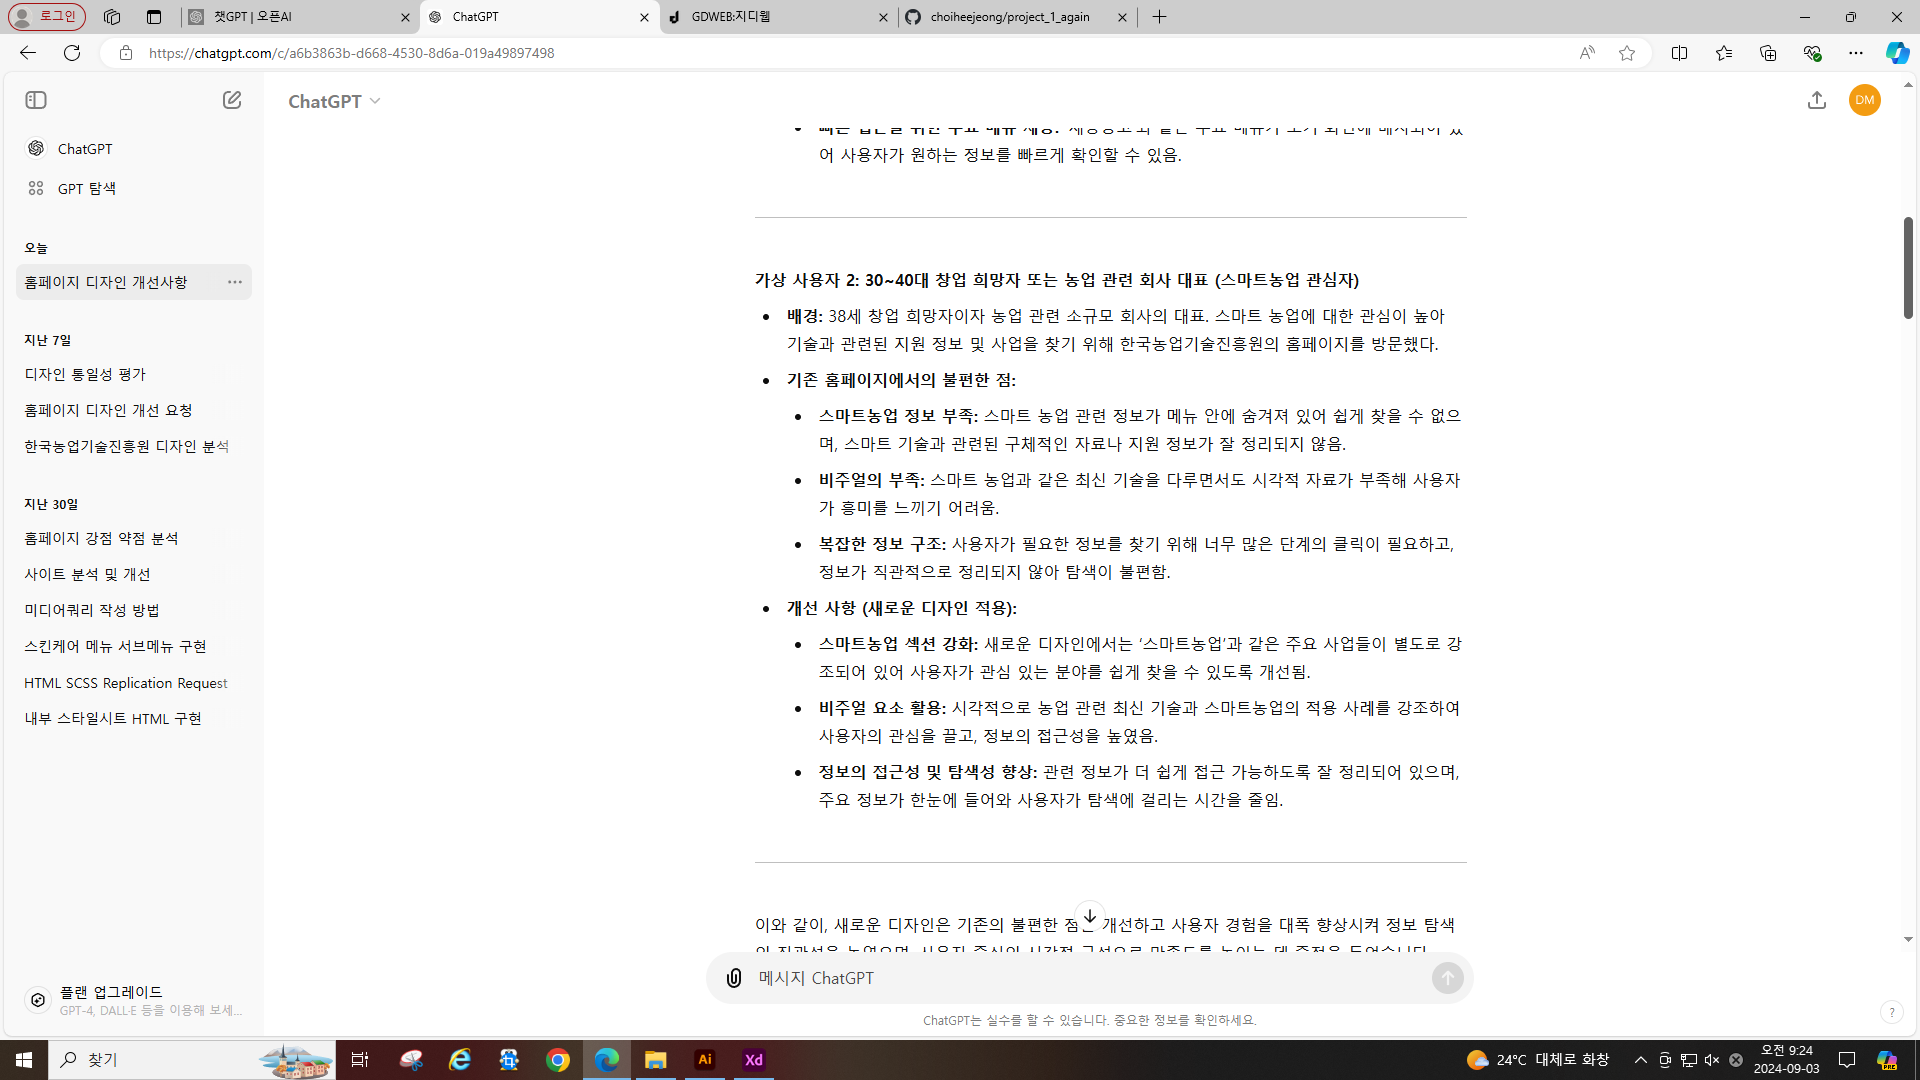 로그인
챗GPT | 오픈AI
ChatGPT
GDWEB:지디웹
choiheejeong/project_1_again
https://chatgpt.com/c/a6b3863b-d668-4530-8d6a-019a49897498
ChatGPT
DM
ChatGPT
GPT 탐색
오늘
홈페이지 디자인 개선사항
지난 7일
디자인 통일성 평가
홈페이지 디자인 개선 요청
한국농업기술진흥원 디자인 분석
지난 30일
홈페이지 강점 약점 분석
사이트 분석 및 개선
미디어쿼리 작성 방법
스킨케어 메뉴 서브메뉴 구현
HTML SCSS Replication Request
내부 스타일시트 HTML 구현
플랜 업그레이드
GPT-4, DALL·E 등을 이용해 보세...
어 사용자가 원하는 정보를 빠르게 확인할 수 있음.
가상 사용자 2: 30~40대 창업 희망자 또는 농업 관련 회사 대표 (스마트농업 관심자)
배경: 38세 창업 희망자이자 농업 관련 소규모 회사의 대표. 스마트 농업에 대한 관심이 높아
기술과 관련된 지원 정보 및 사업을 찾기 위해 한국농업기술진흥원의 홈페이지를 방문했다.
기존 홈페이지에서의 불편한 점:
스마트농업 정보 부족: 스마트 농업 관련 정보가 메뉴 안에 숨겨져 있어 쉽게 찾을 수 없으
며, 스마트 기술과 관련된 구체적인 자료나 지원 정보가 잘 정리되지 않음.
비주얼의 부족: 스마트 농업과 같은 최신 기술을 다루면서도 시각적 자료가 부족해 사용자
가 흥미를 느끼기 어려움.
복잡한 정보 구조: 사용자가 필요한 정보를 찾기 위해 너무 많은 단계의 클릭이 필요하고,
정보가 직관적으로 정리되지 않아 탐색이 불편함.
개선 사항 (새로운 디자인 적용):
스마트농업 섹션 강화: 새로운 디자인에서는 ‘스마트농업’과 같은 주요 사업들이 별도로 강
조되어 있어 사용자가 관심 있는 분야를 쉽게 찾을 수 있도록 개선됨.
비주얼 요소 활용: 시각적으로 농업 관련 최신 기술과 스마트농업의 적용 사례를 강조하여
사용자의 관심을 끌고, 정보의 접근성을 높였음.
정보의 접근성 및 탐색성 향상: 관련 정보가 더 쉽게 접근 가능하도록 잘 정리되어 있으며,
주요 정보가 한눈에 들어와 사용자가 탐색에 걸리는 시간을 줄임.
이와 같이, 새로운 디자인은 기존의 불편한 개선하고 사용자 경험을 대폭 향상시켜 정보 탐색
메시지 ChatGPT
ChatGPT는 실수를 할 수 있습니다. 중요한 정보를 확인하세요.
?
찾기
Ai
Xd
24°C 대체로 화창
오전 9:24
2024-09-03